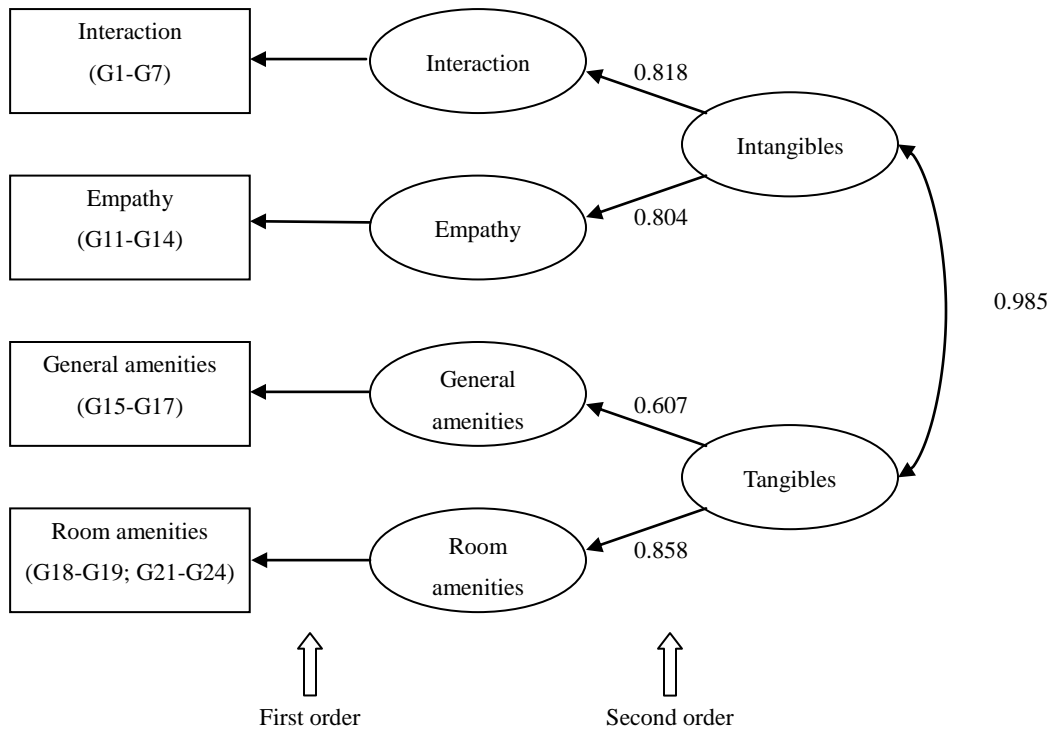 Interaction
(G1-G7)
Interaction
0.818
Intangibles
Empathy
(G11-G14)
Empathy
0.804
0.985
General amenities
(G15-G17)
General
amenities
0.607
Tangibles
Room amenities
(G18-G19; G21-G24)
Room
amenities
0.858
First order
Second order